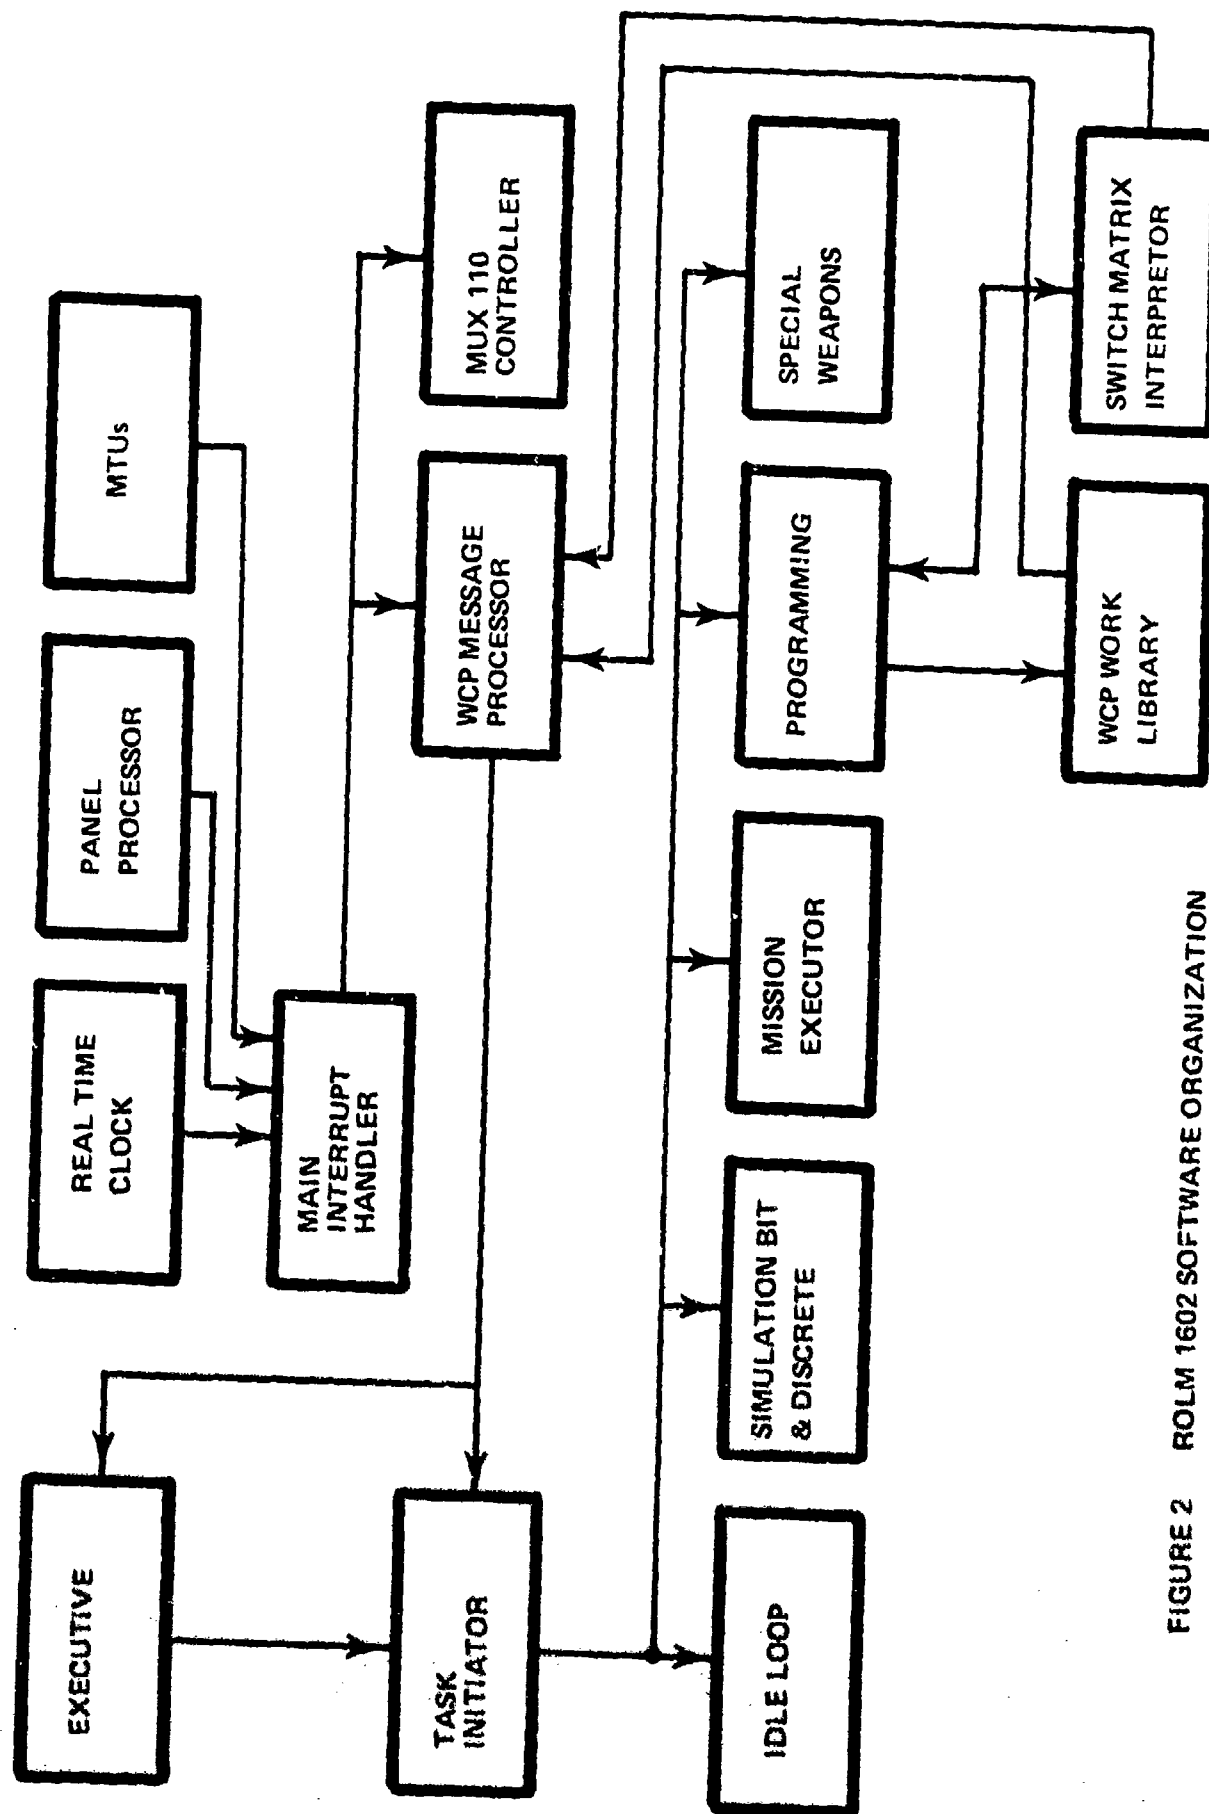 EXECUTIVE
REAL TIME
CLOCK
PANEL
PROCESSOR
MTUs
MAIN
INTERRUPT
HANDLER
TASK
INITIATOR
WCP MESSAGE
PROCESSOR
MUX 110
CONTROLLER
IDLE LOOP
SIMULATION BIT
& DISCRETE
MISSION
EXECUTOR
PROGRAMMING
SPECIAL
WEAPONS
WCP WORK
LIBRARY
SWITCH MATRIX
INTERPRETOR
FIGURE 2 ROLM 1602 SOFTWARE ORGANIZATION